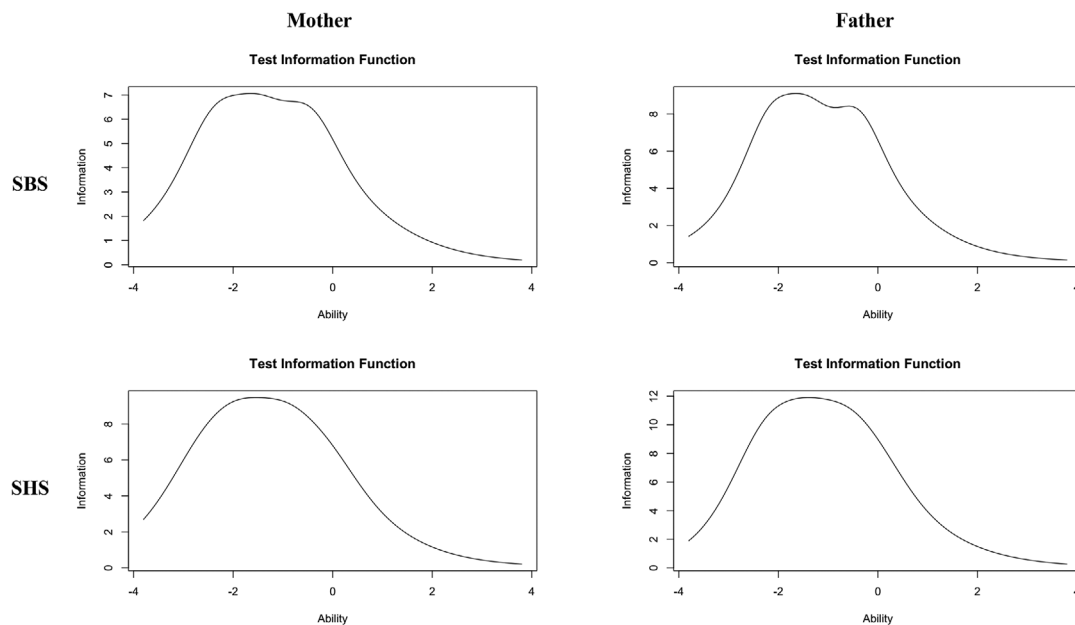 Mother
Father
Test Information Function
Test Information Function
SBS
Information
7
6
5
4
3
2
1
0
-4
-2
0
2
4
Ability
Information
8
6
4
2
0
-4
-2
0
2
4
Ability
Test Information Function
Test Information Function
SHS
Information
8
6
4
2
0
-4
-2
0
2
4
Ability
Information
12
10
8
6
4
2
0
-4
-2
0
2
4
Ability